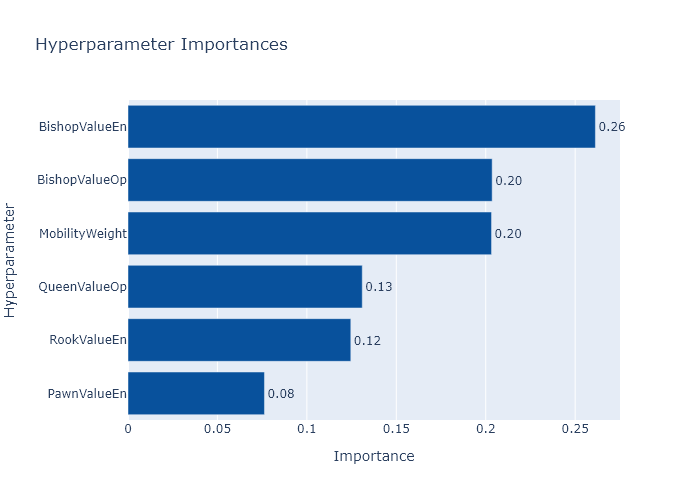 Hyperparameter Importances
Hyperparameter
BishopValueEn 0.26
BishopValueOp 0.20
MobilityWeight 0.20
QueenValueOp 0.13
RookValueEn 0.12
PawnValueEn 0.08
0 0.05 0.1 0.15 0.2 0.25
Importance